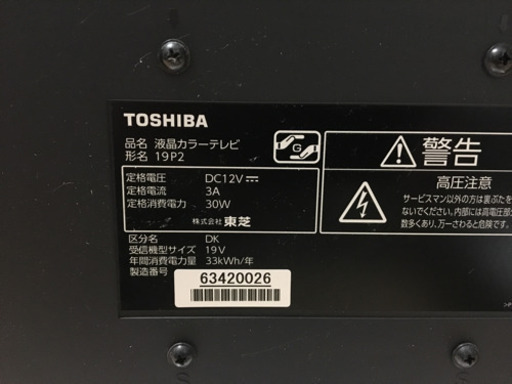 TOSHIBA
品名 液晶カラーテレビ
形名 19P2
G
定格電圧 DC12V
定格電流 3A
定格消費電力 30W
株式会社 東芝
区分名 DK
受信機型サイズ 19V
年間消費電力量 33kWh/年
製造番号
63420026
警告
高圧注意
サービスマン以外の方は裏ぶたを
ないでください。内部には高電圧部分
数多くあり、万一さわると危険です。